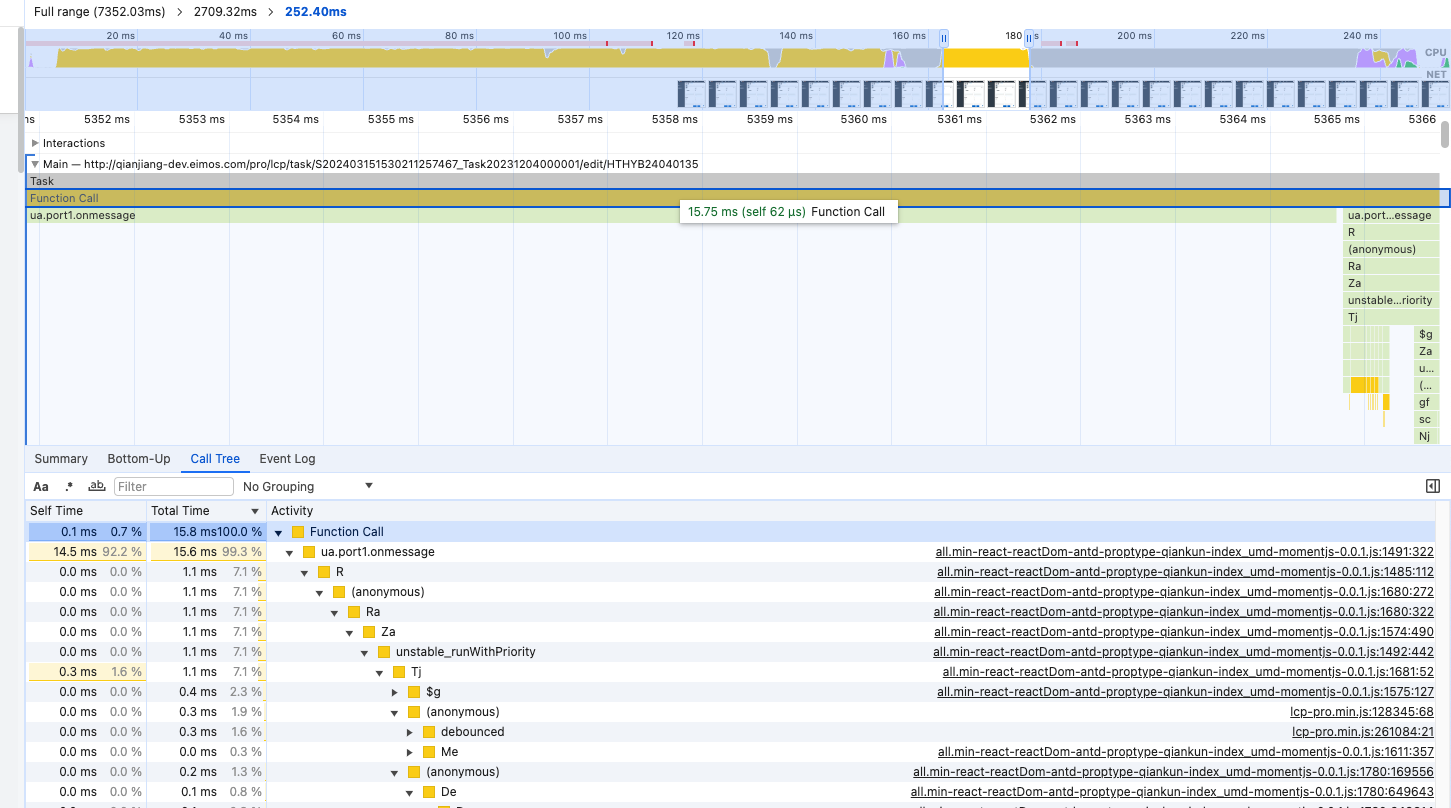 Full range (7352.03ms) > 2709.32ms > 252.40ms
20 ms 40 ms 60 ms 80 ms 100 ms 120 ms 140 ms 160 ms 180 s 200 ms 220 ms 240 ms
CPU
NET
ns 5352 ms 5353 ms 5354 ms 5355 ms 5356 ms 5357 ms 5358 ms 5359 ms 5360 ms 5361 ms 5362 ms 5363 ms 5364 ms 5365 ms 5366
Interactions
Main — http://qianjiang-dev.eimos.com/pro/lcp/task/S202403151530211257467_Task20231204000001/edit/HTHYB24040135
Task
Function Call
15.75 ms (self 62 μs) Function Call
ua.port1.onmessage ua.port...essage
R
(anonymous)
Ra
Za
unstable...riority
Tj
$g
Za
u...
(...
gf
sc
Nj
Summary Bottom-Up Call Tree Event Log
Aa .* ab Filter No Grouping
Self Time Total Time Activity
0.1 ms 0.7 % 15.8 ms 100.0 % Function Call
14.5 ms 92.2 % 15.6 ms 99.3 % ua.port1.onmessage all.min-react-reactDom-antd-proptype-qiankun-index_umd-momentjs-0.0.1.js:1491:322
0.0 ms 0.0 % 1.1 ms 7.1 % R all.min-react-reactDom-antd-proptype-qiankun-index_umd-momentjs-0.0.1.js:1485:112
0.0 ms 0.0 % 1.1 ms 7.1 % (anonymous) all.min-react-reactDom-antd-proptype-qiankun-index_umd-momentjs-0.0.1.js:1680:272
0.0 ms 0.0 % 1.1 ms 7.1 % Ra all.min-react-reactDom-antd-proptype-qiankun-index_umd-momentjs-0.0.1.js:1680:322
0.0 ms 0.0 % 1.1 ms 7.1 % Za all.min-react-reactDom-antd-proptype-qiankun-index_umd-momentjs-0.0.1.js:1574:490
0.0 ms 0.0 % 1.1 ms 7.1 % unstable_runWithPriority all.min-react-reactDom-antd-proptype-qiankun-index_umd-momentjs-0.0.1.js:1492:442
0.3 ms 1.6 % 1.1 ms 7.1 % Tj all.min-react-reactDom-antd-proptype-qiankun-index_umd-momentjs-0.0.1.js:1681:52
0.0 ms 0.0 % 0.4 ms 2.3 % $g all.min-react-reactDom-antd-proptype-qiankun-index_umd-momentjs-0.0.1.js:1575:127
0.0 ms 0.0 % 0.3 ms 1.9 % (anonymous) lcp-pro.min.js:128345:68
0.0 ms 0.0 % 0.3 ms 1.6 % debounced lcp-pro.min.js:261084:21
0.0 ms 0.0 % 0.0 ms 0.3 % Me all.min-react-reactDom-antd-proptype-qiankun-index_umd-momentjs-0.0.1.js:1611:357
0.0 ms 0.0 % 0.2 ms 1.3 % (anonymous) all.min-react-reactDom-antd-proptype-qiankun-index_umd-momentjs-0.0.1.js:1780:169556
0.0 ms 0.0 % 0.1 ms 0.8 % De all.min-react-reactDom-antd-proptype-qiankun-index_umd-momentjs-0.0.1.js:1780:649643